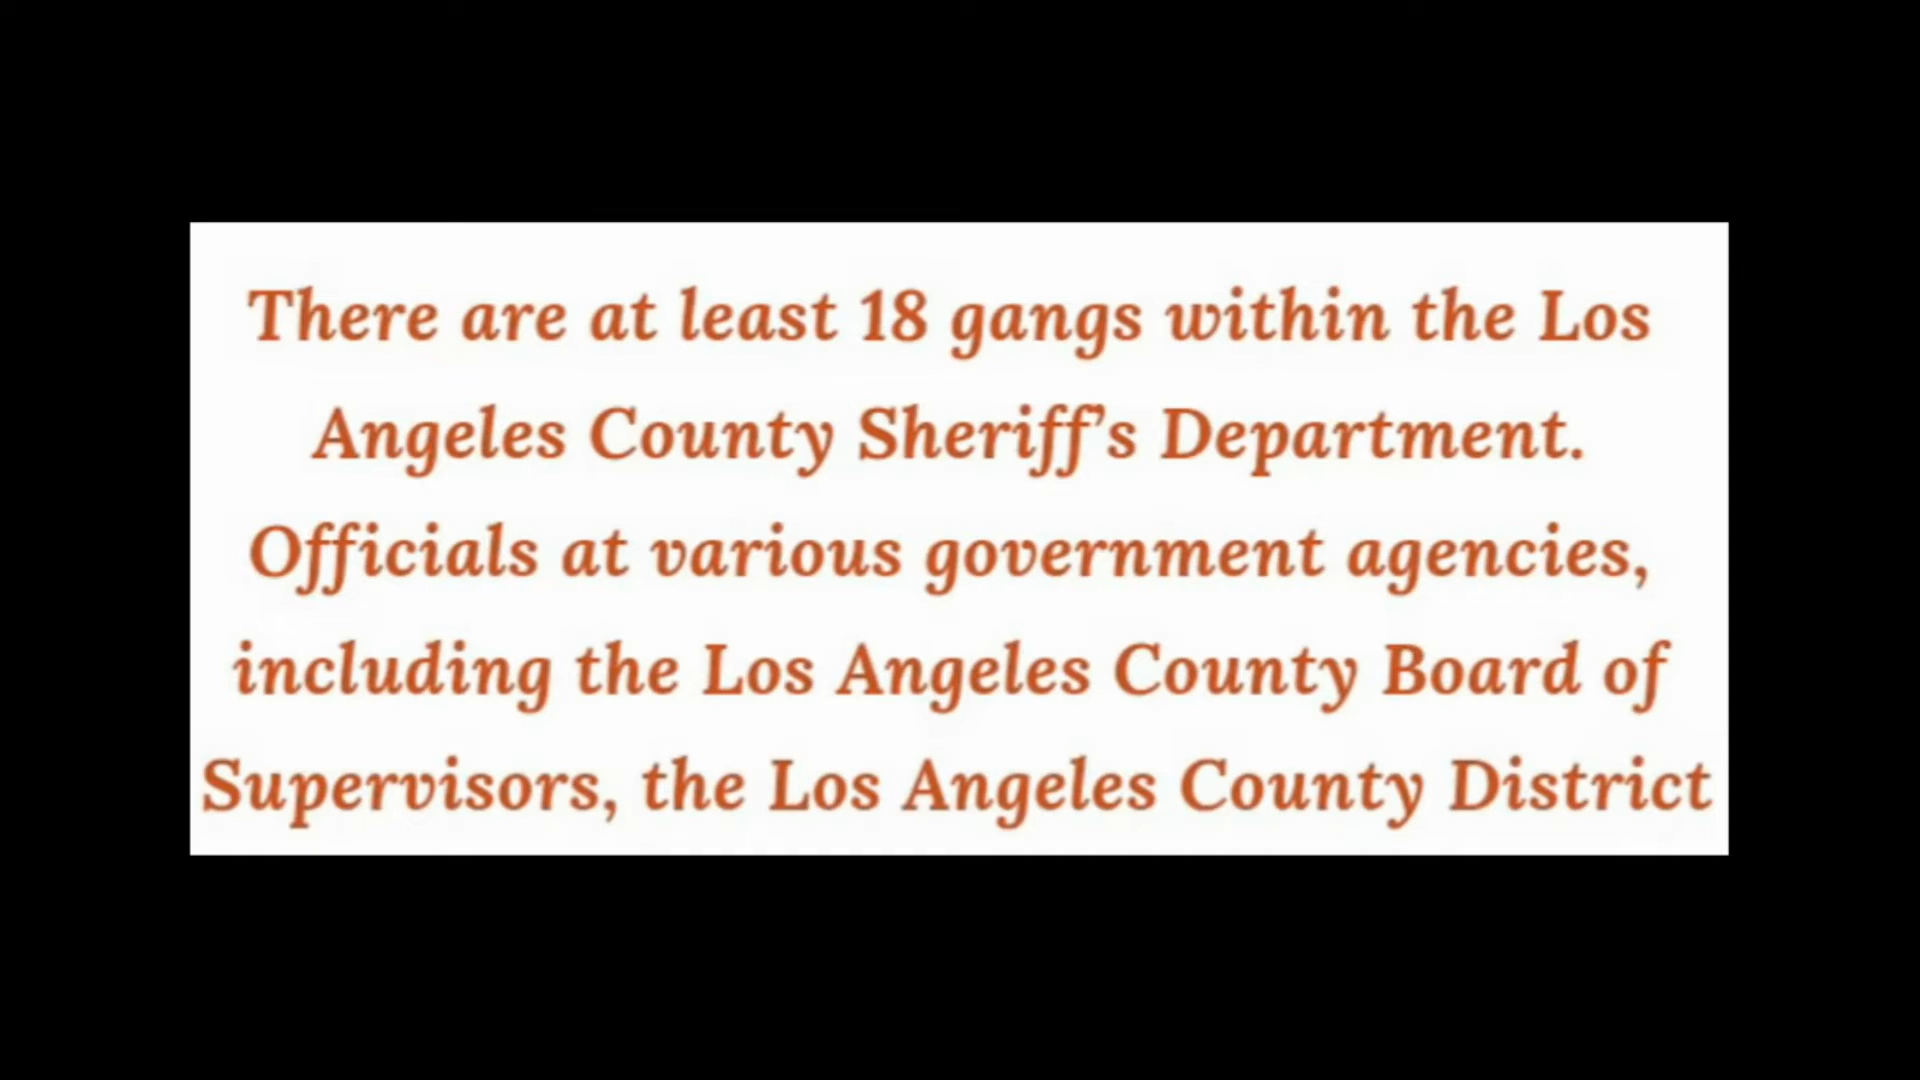 There are at least 18 gangs within the Los
Angeles County Sheriff’s Department.
Officials at various government agencies,
including the Los Angeles County Board of
Supervisors, the Los Angeles County District